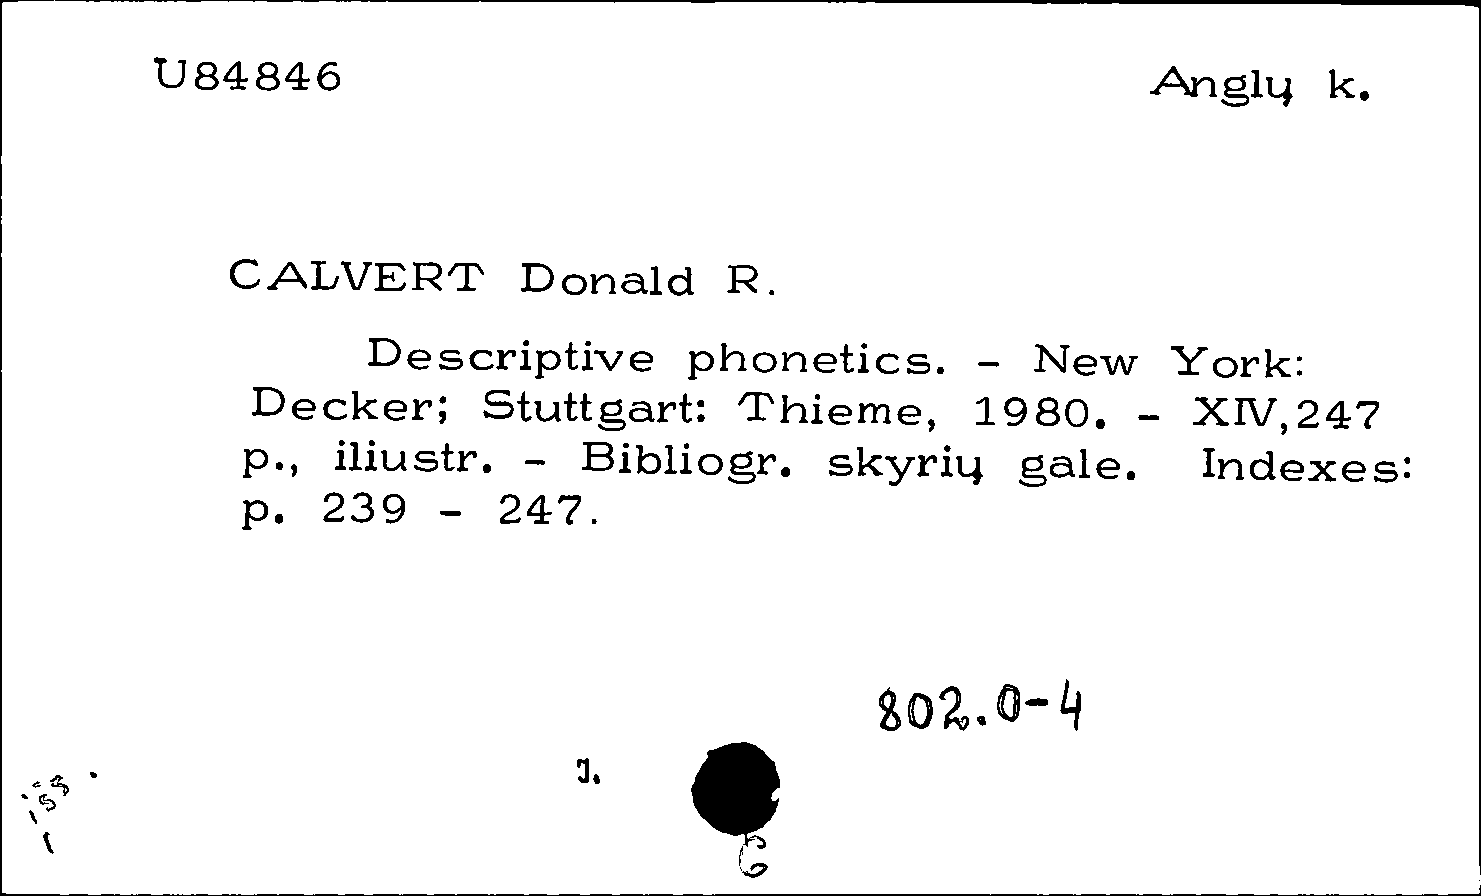 U84846 Anglų k.
CALVERT Donald R.
Descriptive phonetics. - New York:
Decker; Stuttgart: Thieme, 1980. - XIV,247
p., iliustr. - Bibliogr. skyrių gale. Indexes:
p. 239 - 247.
802.0-4